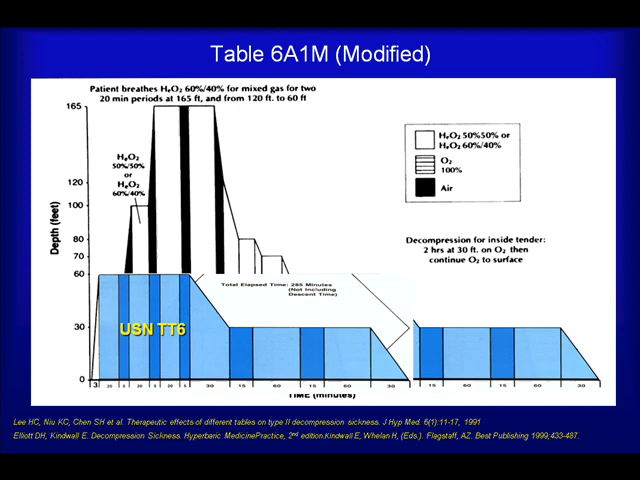 Table 6A1M (Modified)
Patient breathes HeO2 60%/40% for mixed gas for two
20 min periods at 165 ft, and from 120 ft. to 60 ft
165
120
100
80
70
60
30
0
Depth (feet)
HeO2
50%/50%
or
HeO2
60%/40%
HeO2 50%50% or
HeO2 60%/40%
O2
100%
Air
Decompression for inside tender:
2 hrs at 30 ft. on O2 then
continue O2 to surface
Total Elapsed Time: 285 Minutes
(Not Including
Descent Time)
USN TT6
3 20 5 20 5 20 5 30 15 60 15 60 30 15 60 15 60 30
TIME (minutes)
Lee HC, Niu KC, Chen SH et al. Therapeutic effects of different tables on type II decompression sickness. J Hyp Med. 6(1):11-17, 1991
Elliott DH, Kindwall E. Decompression Sickness. Hyperbaric MedicinePractice, 2nd edition.Kindwall E, Whelan H, (Eds.). Flagstaff, AZ. Best Publishing 1999;433-487.